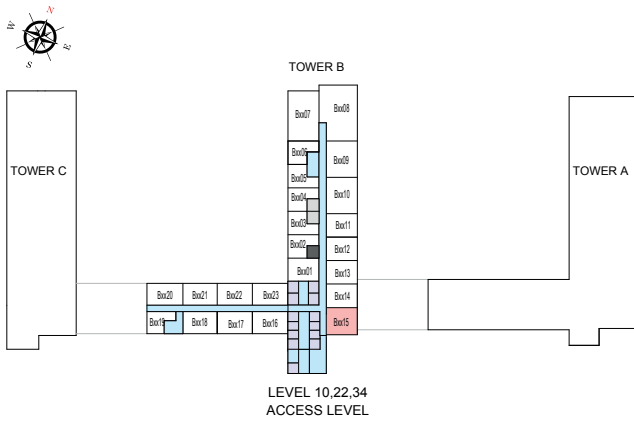 N
W
E
S
TOWER B
TOWER C
TOWER A
Bxx07
Bxx08
Bxx06
Bxx09
Bxx05
Bxx04
Bxx10
Bxx03
Bxx11
Bxx02
Bxx12
Bxx01
Bxx13
Bxx20
Bxx21
Bxx22
Bxx23
Bxx14
Bxx19
Bxx18
Bxx17
Bxx16
Bxx15
LEVEL 10,22,34
ACCESS LEVEL